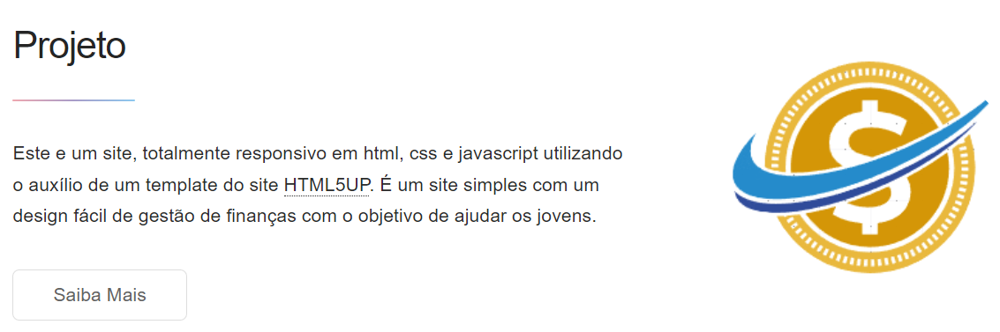 Projeto
Este e um site, totalmente responsivo em html, css e javascript utilizando
o auxílio de um template do site HTML5UP. É um site simples com um
design fácil de gestão de finanças com o objetivo de ajudar os jovens.
Saiba Mais
$